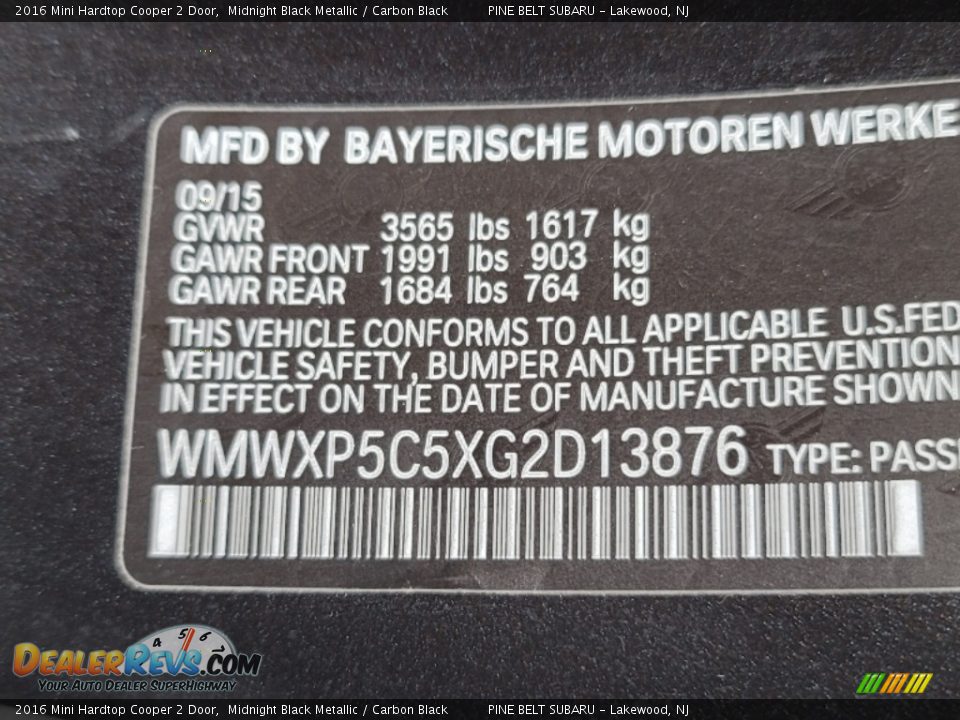 2016 Mini Hardtop Cooper 2 Door, Midnight Black Metallic / Carbon Black PINE BELT SUBARU - Lakewood, NJ
MFD BY BAYERISCHE MOTOREN WERKE
09/15
GVWR 3565 lbs 1617 kg
GAWR FRONT 1991 lbs 903 kg
GAWR REAR 1684 lbs 764 kg
THIS VEHICLE CONFORMS TO ALL APPLICABLE U.S.FED
VEHICLE SAFETY, BUMPER AND THEFT PREVENTION
IN EFFECT ON THE DATE OF MANUFACTURE SHOWN
WMWXP5C5XG2D13876 TYPE: PASS
4 5 6
DEALERREVS.COM
YOUR AUTO DEALER SUPERHIGHWAY
2016 Mini Hardtop Cooper 2 Door, Midnight Black Metallic / Carbon Black PINE BELT SUBARU - Lakewood, NJ